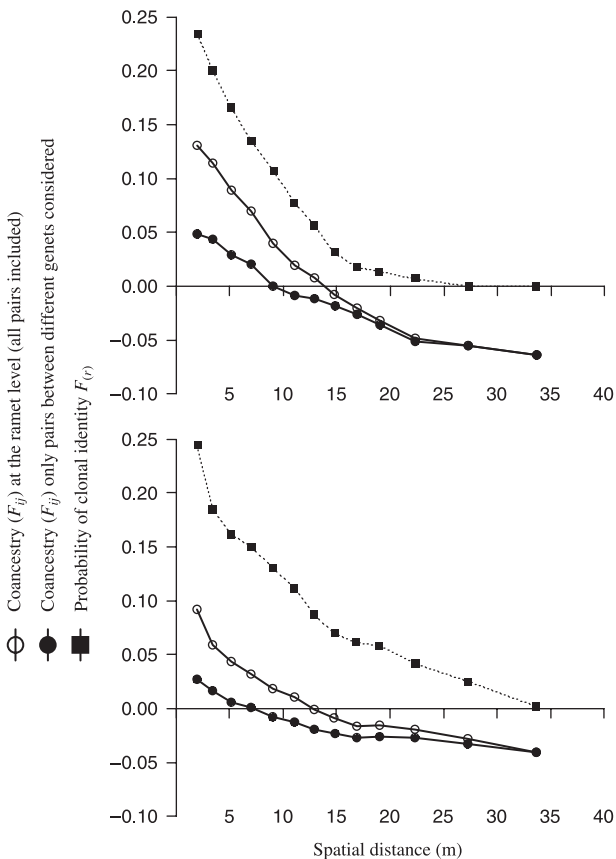 Coancestry (Fij) at the ramet level (all pairs included)
Coancestry (Fij) only pairs between different genets considered
Probability of clonal identity F(r)
0.25
0.20
0.15
0.10
0.05
0.00
−0.05
−0.10
5 10 15 20 25 30 35 40
0.25
0.20
0.15
0.10
0.05
0.00
−0.05
−0.10
5 10 15 20 25 30 35 40
Spatial distance (m)